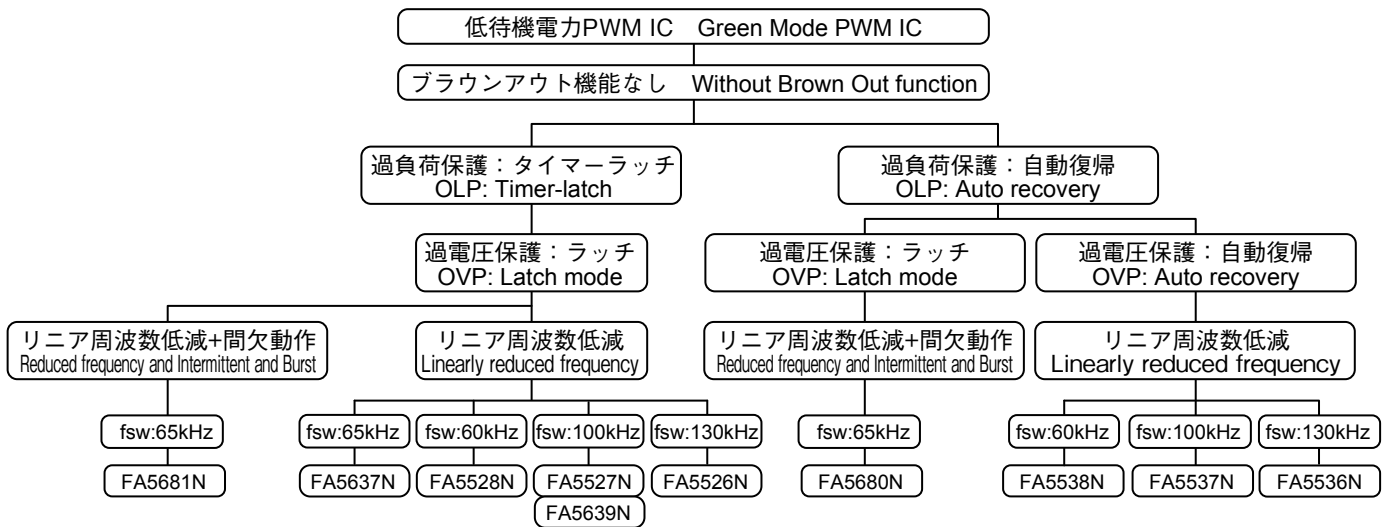 低待機電力PWM IC　Green Mode PWM IC
ブラウンアウト機能なし　Without Brown Out function
過負荷保護：タイマーラッチ
OLP: Timer-latch
過負荷保護：自動復帰
OLP: Auto recovery
過電圧保護：ラッチ
OVP: Latch mode
過電圧保護：ラッチ
OVP: Latch mode
過電圧保護：自動復帰
OVP: Auto recovery
リニア周波数低減+間欠動作
Reduced frequency and Intermittent and Burst
リニア周波数低減
Linearly reduced frequency
リニア周波数低減+間欠動作
Reduced frequency and Intermittent and Burst
リニア周波数低減
Linearly reduced frequency
fsw:65kHz
fsw:65kHz
fsw:60kHz
fsw:100kHz
fsw:130kHz
fsw:65kHz
fsw:60kHz
fsw:100kHz
fsw:130kHz
FA5681N
FA5637N
FA5528N
FA5527N
FA5526N
FA5680N
FA5538N
FA5537N
FA5536N
FA5639N